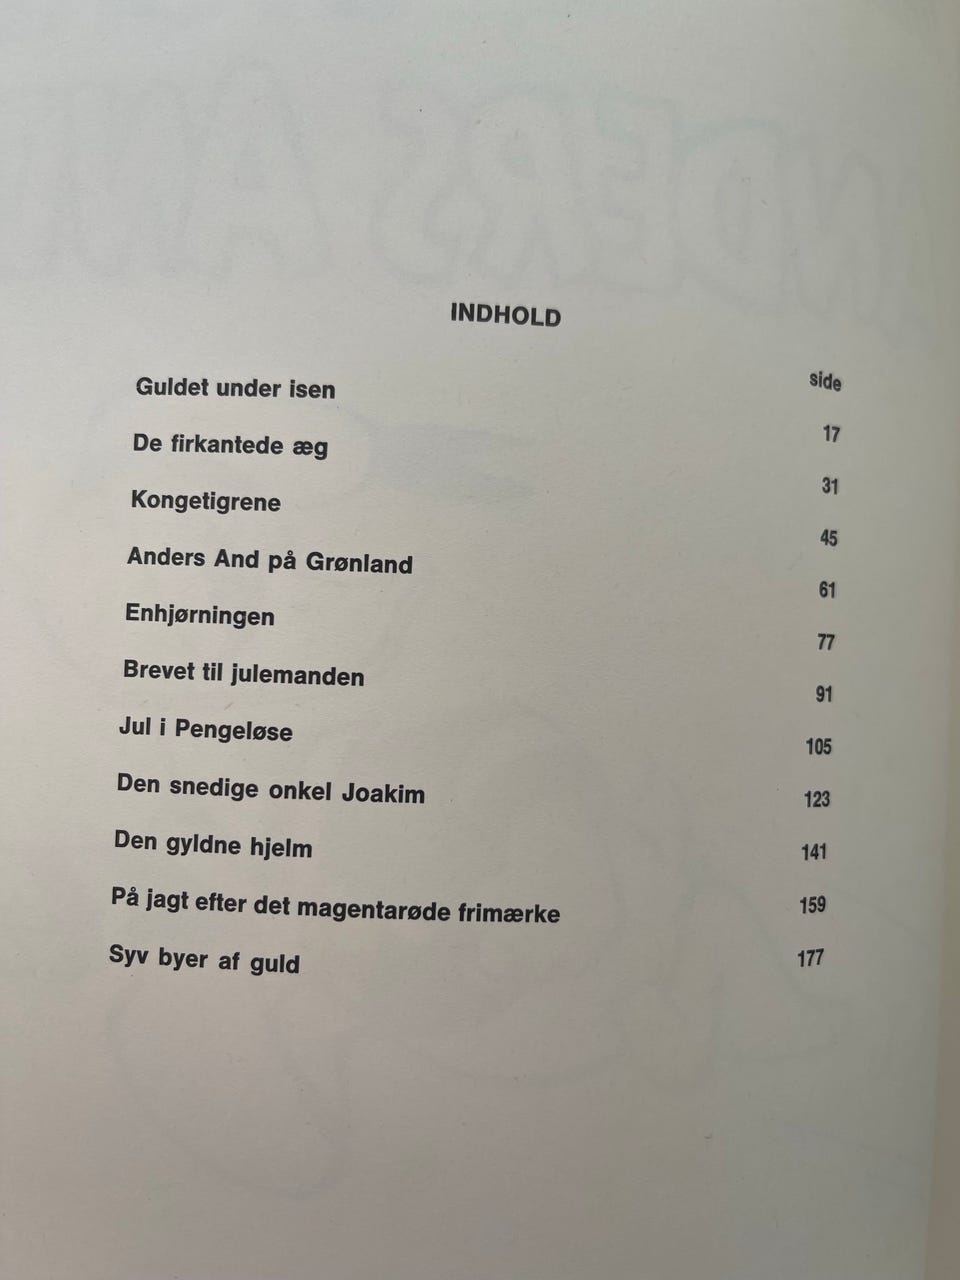 INDHOLD
side
Guldet under isen 17
De firkantede æg 31
Kongetigrene 45
Anders And på Grønland 61
Enhjørningen 77
Brevet til julemanden 91
Jul i Pengeløse 105
Den snedige onkel Joakim 123
Den gyldne hjelm 141
På jagt efter det magentarøde frimærke 159
Syv byer af guld 177